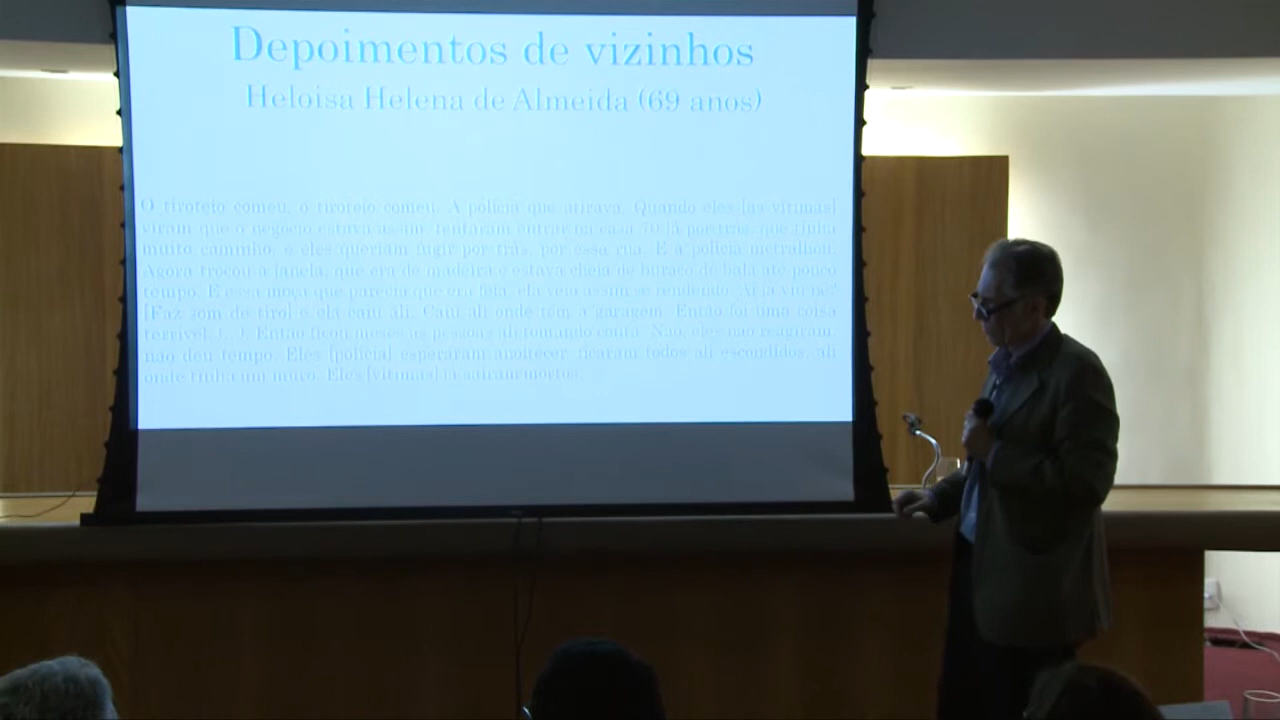 Depoimentos de vizinhos
Heloisa Helena de Almeida (69 anos)
O tiroteio comeu, o tiroteio comeu. A polícia que atirava. Quando eles [as vítimas]
viram que o negócio estava assim, tentaram entrar na casa 70 lá por trás, que tinha
muito caminho, e eles queriam fugir por trás, por essa rua. E a polícia metralhou.
Agora trocou a janela, que era de madeira e estava cheia de buraco de bala até pouco
tempo. E essa moça que parecia que era feia, ela veio assim se rendendo. Aí já viu né?
[Faz som de tiro] e ela caiu ali. Caiu ali onde tem a garagem. Então foi uma coisa
terrível. [...]. Então ficou meses as pessoas ali tomando conta. Não, eles não reagiram,
não deu tempo. Eles [polícia] esperaram anoitecer, ficaram todos ali escondidos, ali
onde tinha um muro. Eles [vítimas] já saíram mortos.